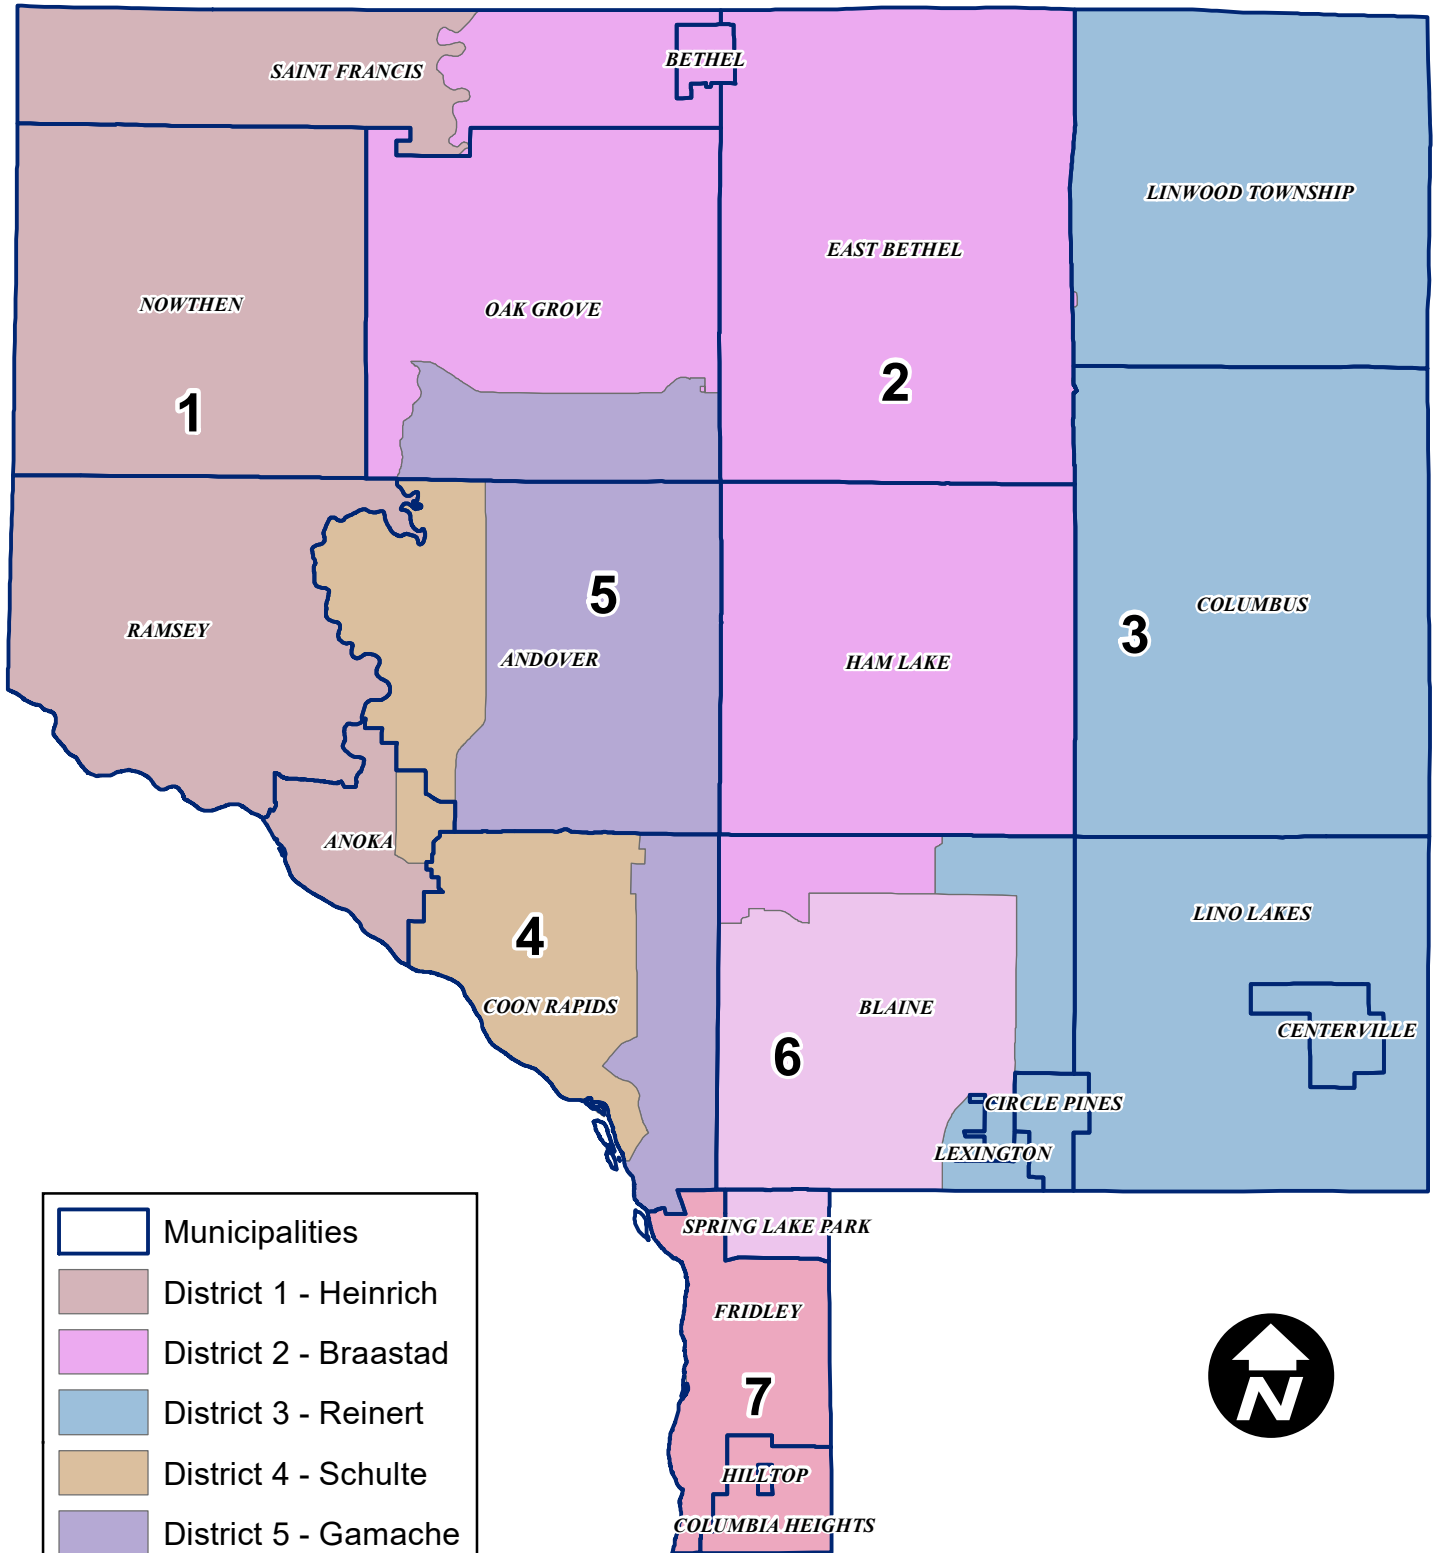 SAINT FRANCIS
BETHEL
LINWOOD TOWNSHIP
EAST BETHEL
NOWTHEN
OAK GROVE
1
2
5
COLUMBUS
RAMSEY
3
ANDOVER
HAM LAKE
ANOKA
LINO LAKES
4
COON RAPIDS
BLAINE
CENTERVILLE
6
CIRCLE PINES
LEXINGTON
SPRING LAKE PARK
FRIDLEY
7
HILLTOP
COLUMBIA HEIGHTS
Municipalities
District 1 - Heinrich
District 2 - Braastad
District 3 - Reinert
District 4 - Schulte
District 5 - Gamache
N